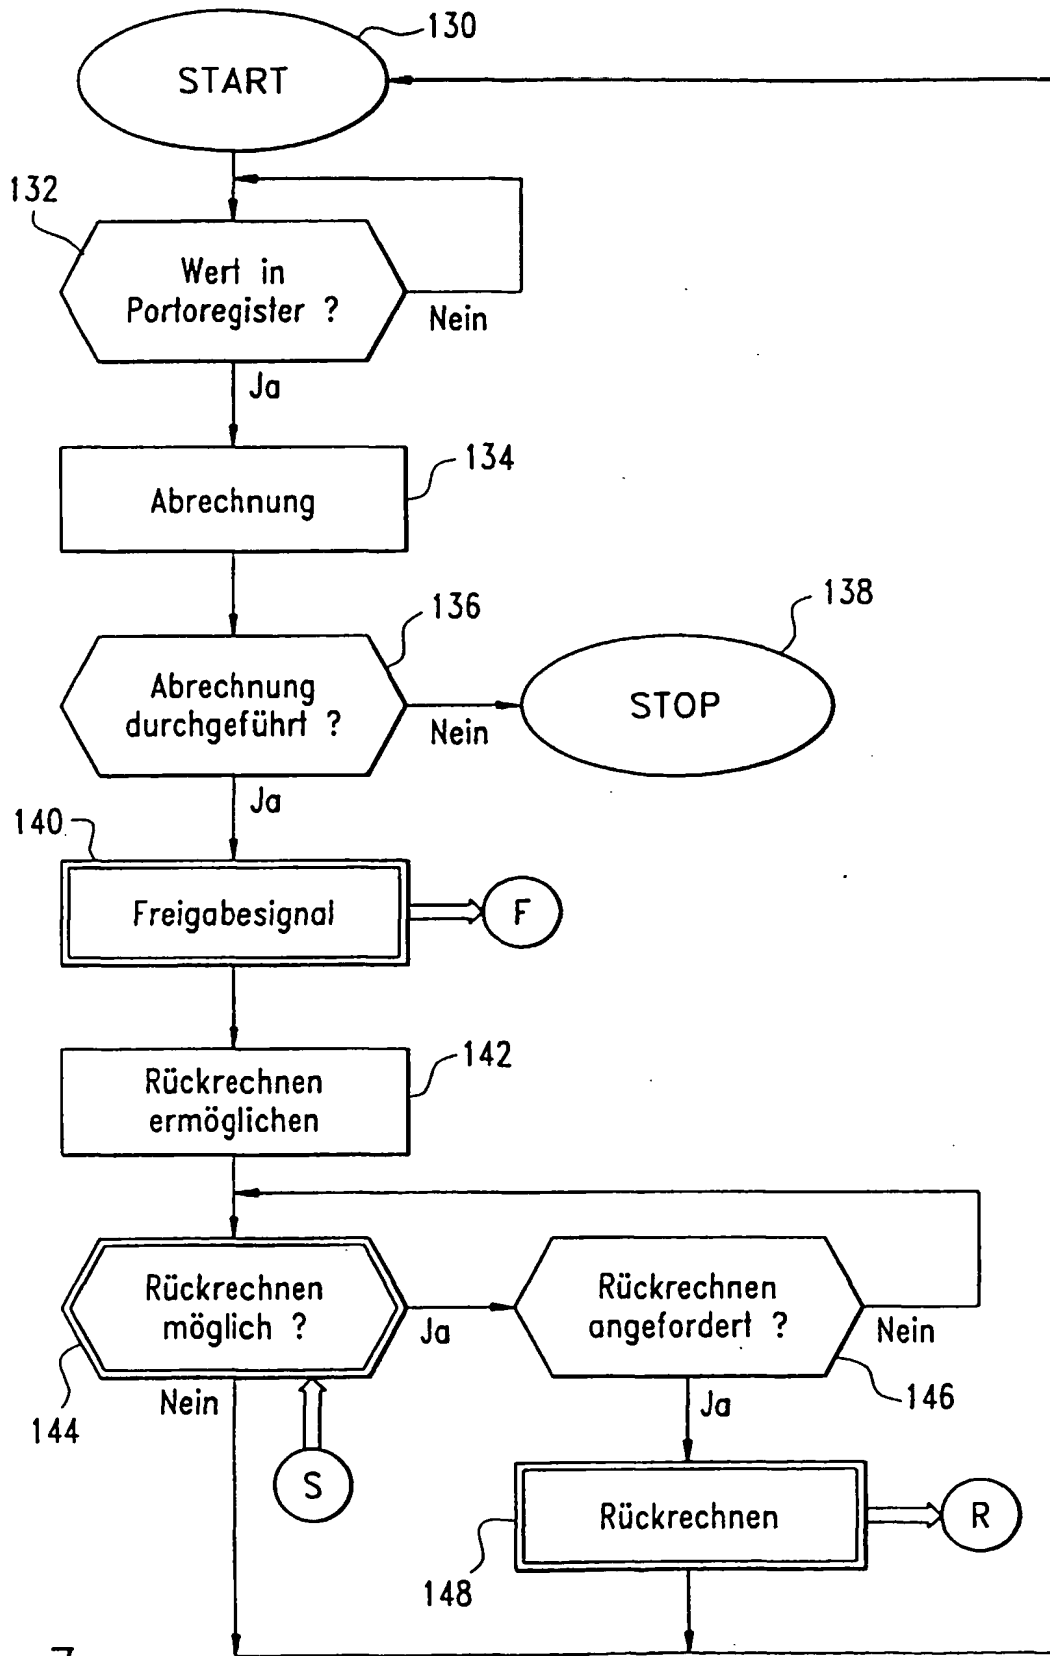 130
START
132
Wert in
Portoregister ?
Nein
Ja
134
Abrechnung
136
138
Abrechnung
durchgeführt ?
STOP
Nein
Ja
140
Freigabesignal
F
142
Rückrechnen
ermöglichen
Rückrechnen
möglich ?
Ja
Rückrechnen
angefordert ?
Nein
144
Nein
146
Ja
S
Rückrechnen
R
148